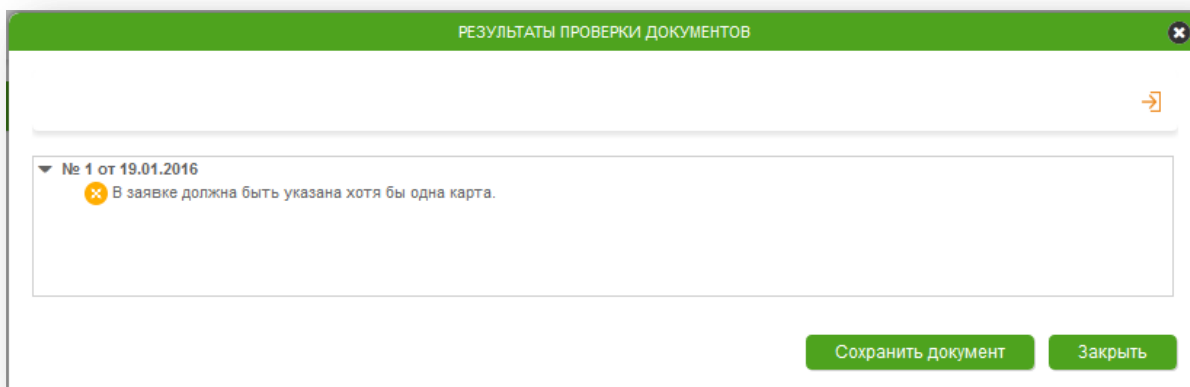 РЕЗУЛЬТАТЫ ПРОВЕРКИ ДОКУМЕНТОВ
№ 1 от 19.01.2016
В заявке должна быть указана хотя бы одна карта.
Сохранить документ
Закрыть